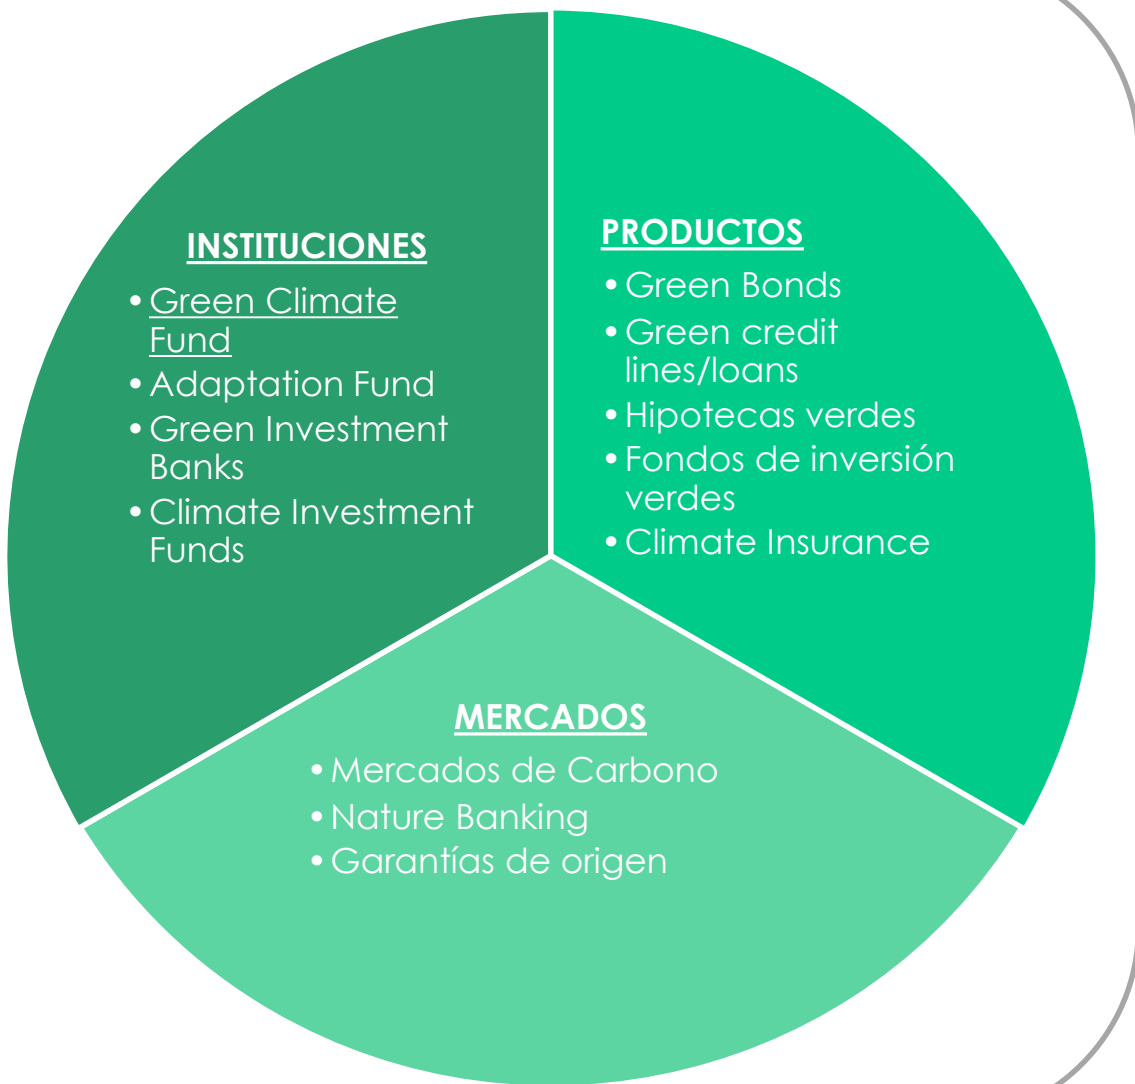 INSTITUCIONES
• Green Climate
Fund
• Adaptation Fund
• Green Investment
Banks
• Climate Investment
Funds
PRODUCTOS
• Green Bonds
• Green credit
lines/loans
• Hipotecas verdes
• Fondos de inversión
verdes
• Climate Insurance
MERCADOS
• Mercados de Carbono
• Nature Banking
• Garantías de origen